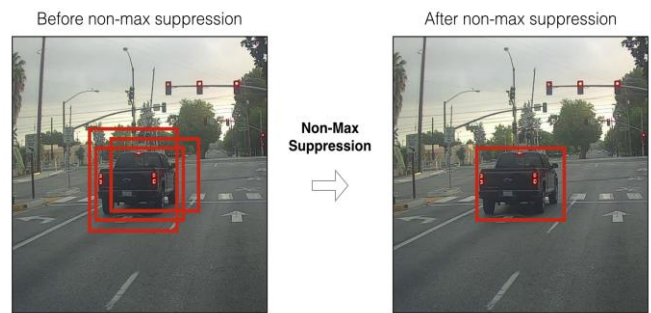 Before non-max suppression
After non-max suppression
Non-Max
Suppression